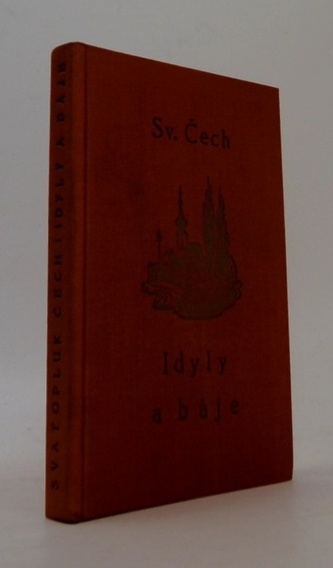 Sv. Čech
Idyly
a báje
SVATOPLUK ČECH: IDYLY A BÁJE